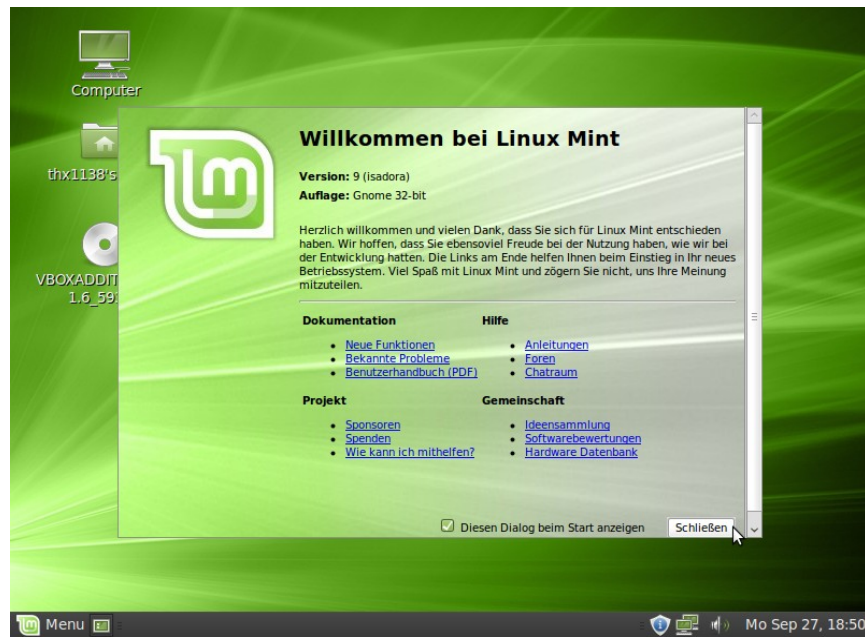 Computer
thx1138's
VBOXADDIT
1.6_59
Willkommen bei Linux Mint
Version: 9 (isadora)
Auflage: Gnome 32-bit
Herzlich willkommen und vielen Dank, dass Sie sich für Linux Mint entschieden
haben. Wir hoffen, dass Sie ebensoviel Freude bei der Nutzung haben, wie wir bei
der Entwicklung hatten. Die Links am Ende helfen Ihnen beim Einstieg in Ihr neues
Betriebssystem. Viel Spaß mit Linux Mint und zögern Sie nicht, uns Ihre Meinung
mitzuteilen.
Dokumentation
Neue Funktionen
Bekannte Probleme
Benutzerhandbuch (PDF)
Hilfe
Anleitungen
Foren
Chatraum
Projekt
Sponsoren
Spenden
Wie kann ich mithelfen?
Gemeinschaft
Ideensammlung
Softwarebewertungen
Hardware Datenbank
Diesen Dialog beim Start anzeigen
Schließen
Menu
Mo Sep 27, 18:50